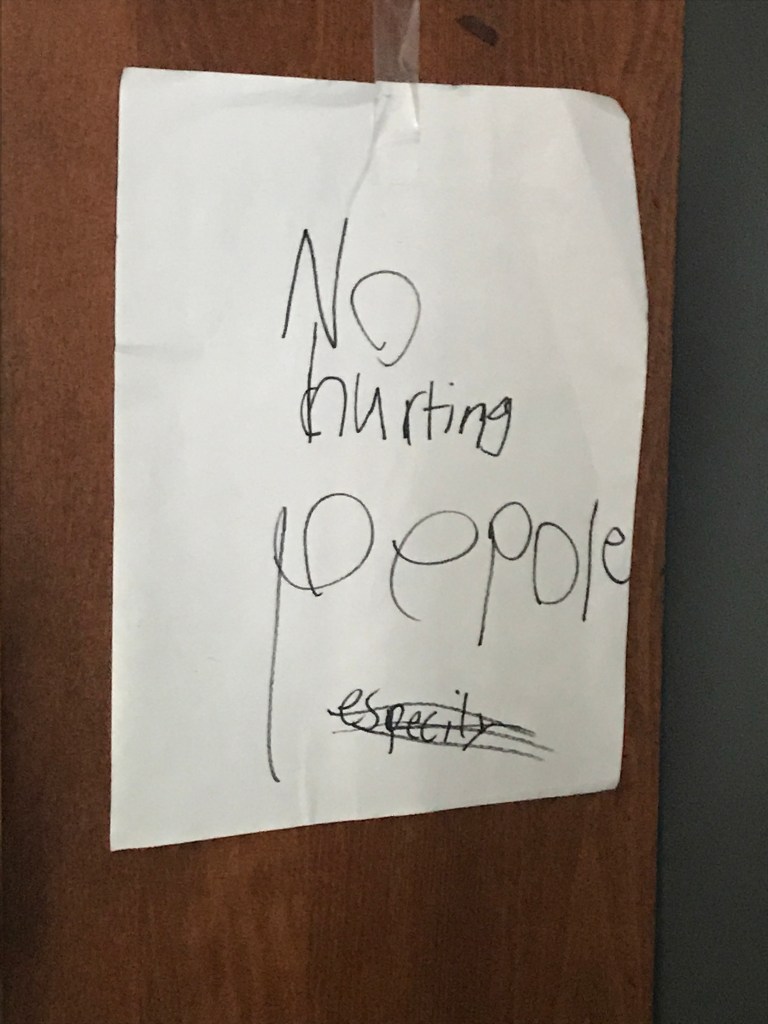 No
hurting
pepole
especily